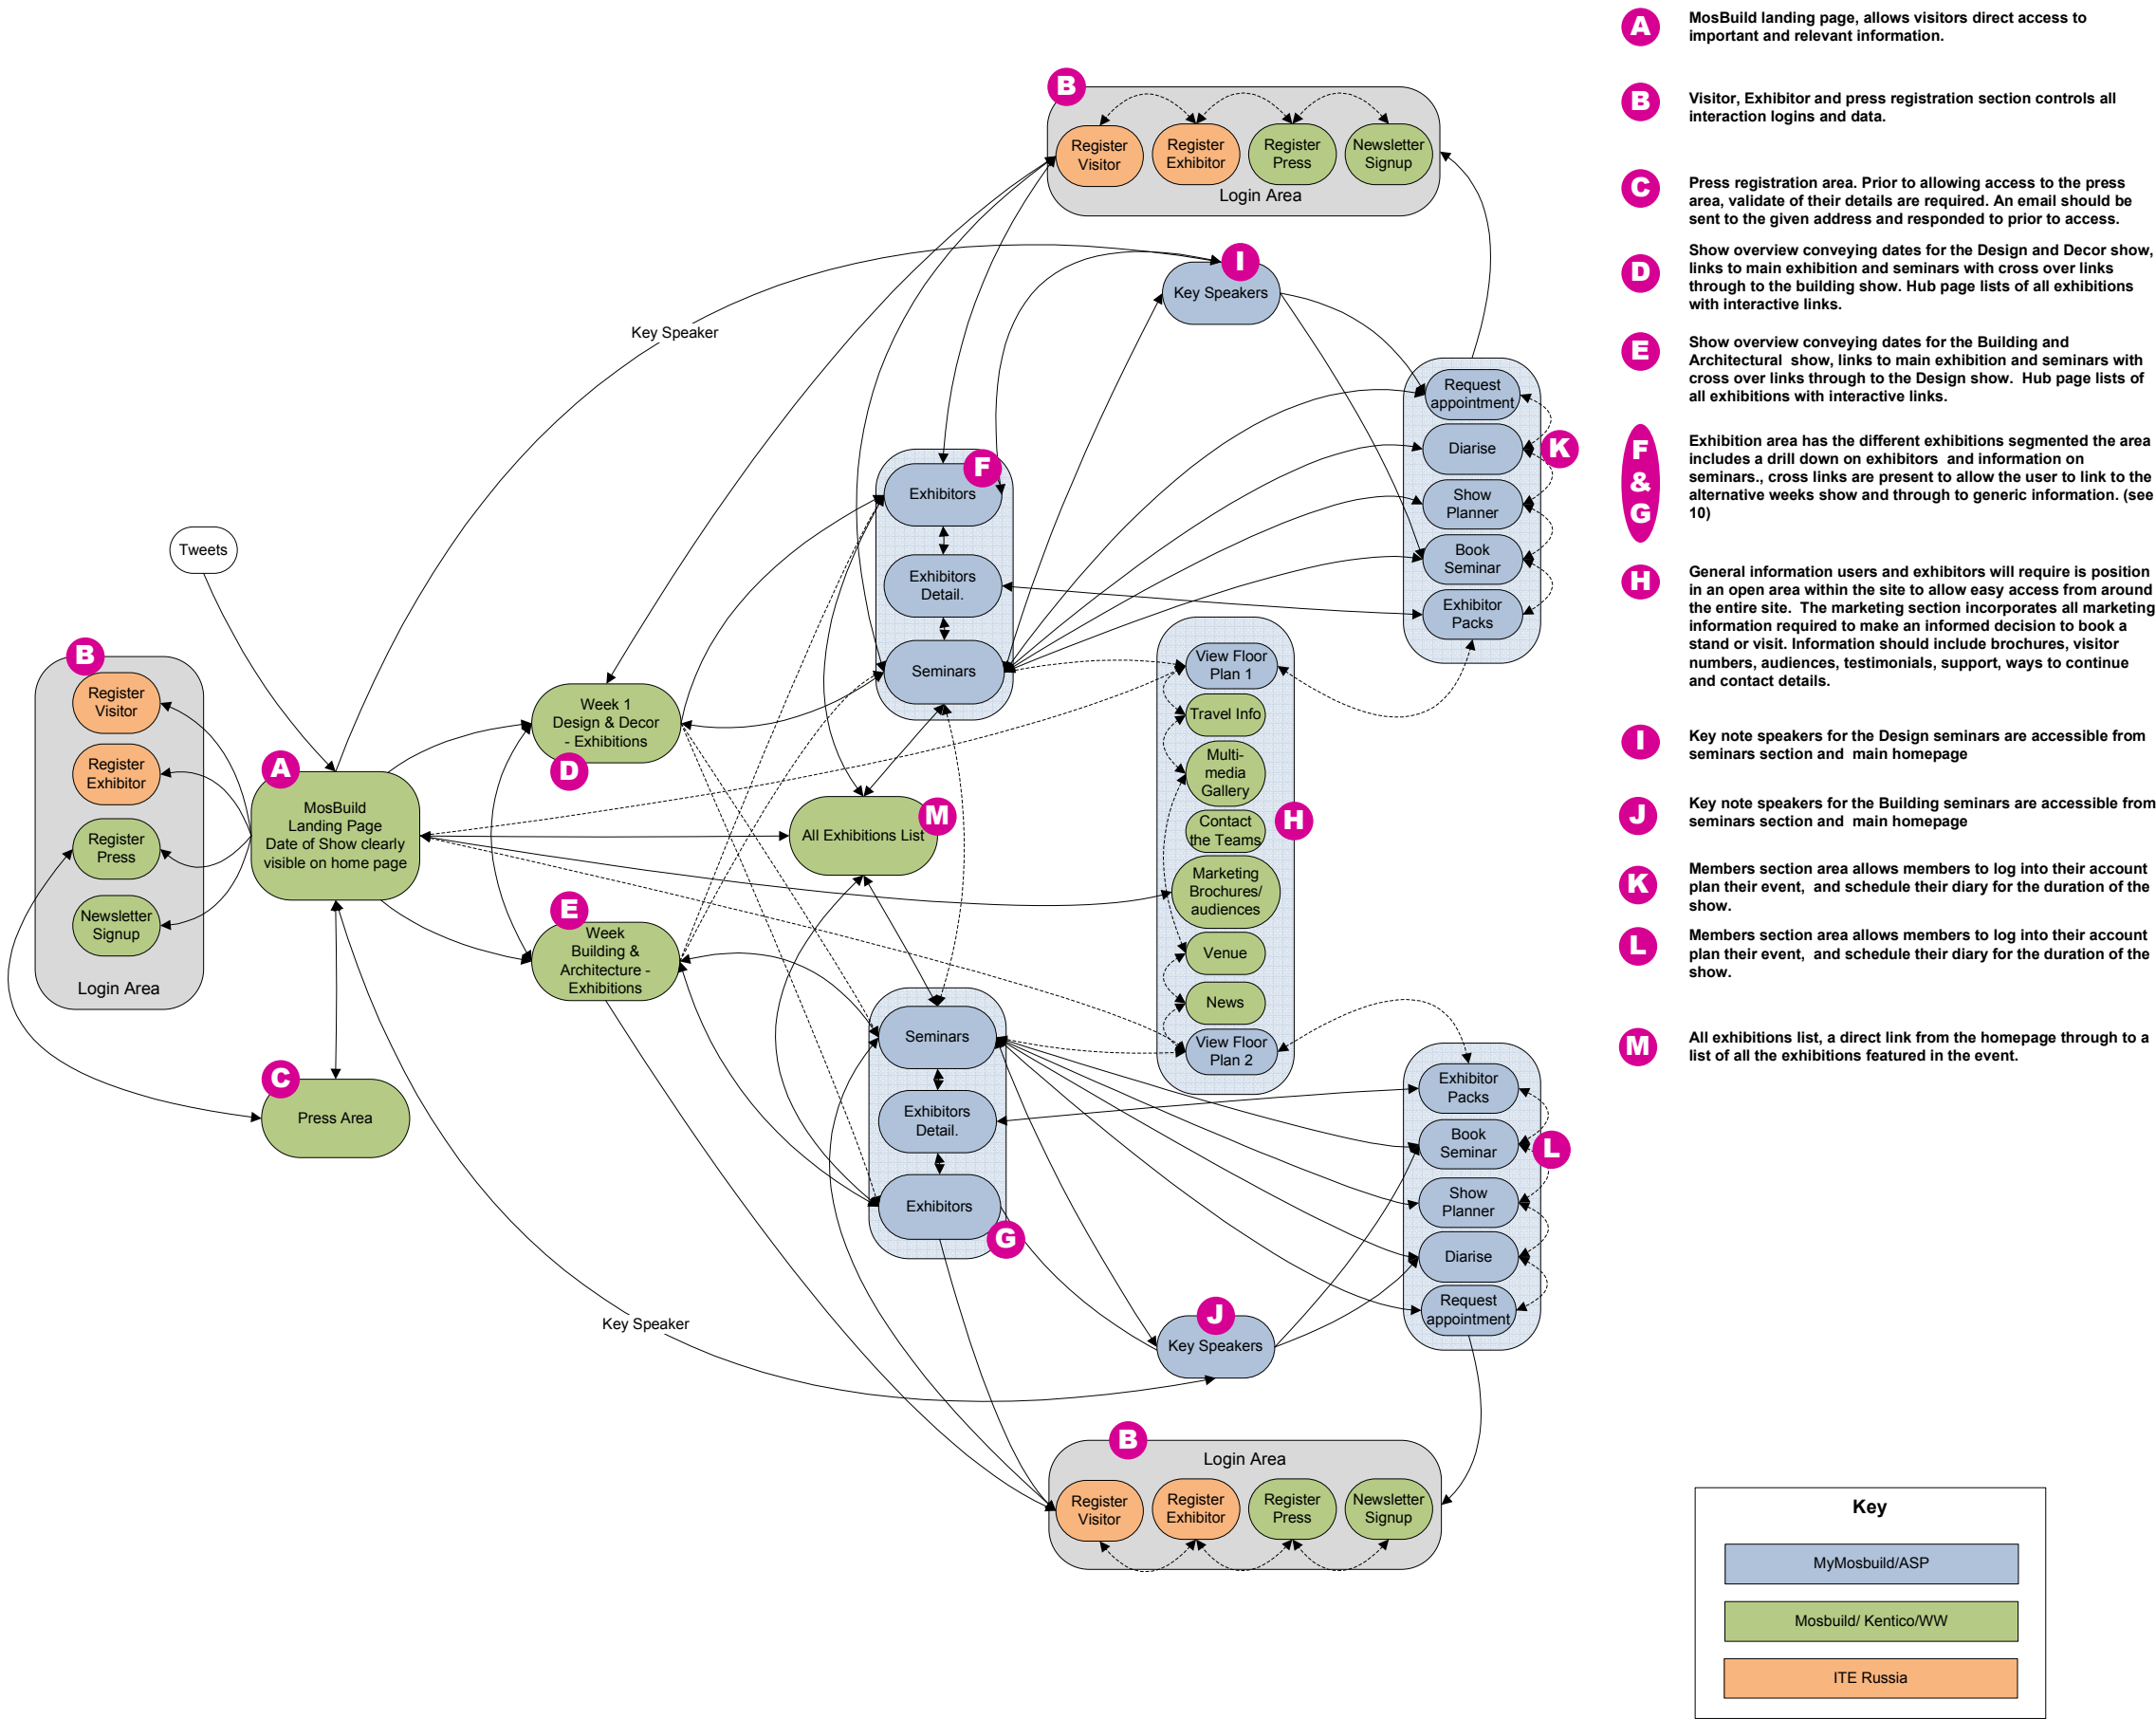 A
MosBuild landing page, allows visitors direct access to
important and relevant information.
B
Visitor, Exhibitor and press registration section controls all
interaction logins and data.
C
Press registration area. Prior to allowing access to the press
area, validate of their details are required. An email should be
sent to the given address and responded to prior to access.
D
Show overview conveying dates for the Design and Decor show,
links to main exhibition and seminars with cross over links
through to the building show. Hub page lists of all exhibitions
with interactive links.
E
Show overview conveying dates for the Building and
Architectural  show, links to main exhibition and seminars with
cross over links through to the Design show.  Hub page lists of
all exhibitions with interactive links.
F
&
G
Exhibition area has the different exhibitions segmented the area
includes a drill down on exhibitors  and information on
seminars., cross links are present to allow the user to link to the
alternative weeks show and through to generic information. (see
10)
H
General information users and exhibitors will require is position
in an open area within the site to allow easy access from around
the entire site.  The marketing section incorporates all marketing
information required to make an informed decision to book a
stand or visit. Information should include brochures, visitor
numbers, audiences, testimonials, support, ways to continue
and contact details.
I
Key note speakers for the Design seminars are accessible from
seminars section and  main homepage
J
Key note speakers for the Building seminars are accessible from
seminars section and  main homepage
K
Members section area allows members to log into their account
plan their event,  and schedule their diary for the duration of the
show.
L
Members section area allows members to log into their account
plan their event,  and schedule their diary for the duration of the
show.
M
All exhibitions list, a direct link from the homepage through to a
list of all the exhibitions featured in the event.
B
Register
Visitor
Register
Exhibitor
Register
Press
Newsletter
Signup
Login Area
I
Key Speakers
Key Speaker
Request
appointment
Diarise
Show
Planner
Book
Seminar
Exhibitor
Packs
K
F
Exhibitors
Exhibitors
Detail.
Seminars
Tweets
B
Register
Visitor
Register
Exhibitor
Register
Press
Newsletter
Signup
Login Area
A
MosBuild
Landing Page
Date of Show clearly
visible on home page
Week 1
Design & Decor
- Exhibitions
D
All Exhibitions List
M
View Floor
Plan 1
Travel Info
Multi-
media
Gallery
Contact
the Teams
Marketing
Brochures/
audiences
Venue
News
View Floor
Plan 2
H
E
Week
Building &
Architecture -
Exhibitions
C
Press Area
Seminars
Exhibitors
Detail.
Exhibitors
G
Exhibitor
Packs
Book
Seminar
Show
Planner
Diarise
Request
appointment
L
Key Speaker
J
Key Speakers
B
Login Area
Register
Visitor
Register
Exhibitor
Register
Press
Newsletter
Signup
Key
MyMosbuild/ASP
Mosbuild/ Kentico/WW
ITE Russia